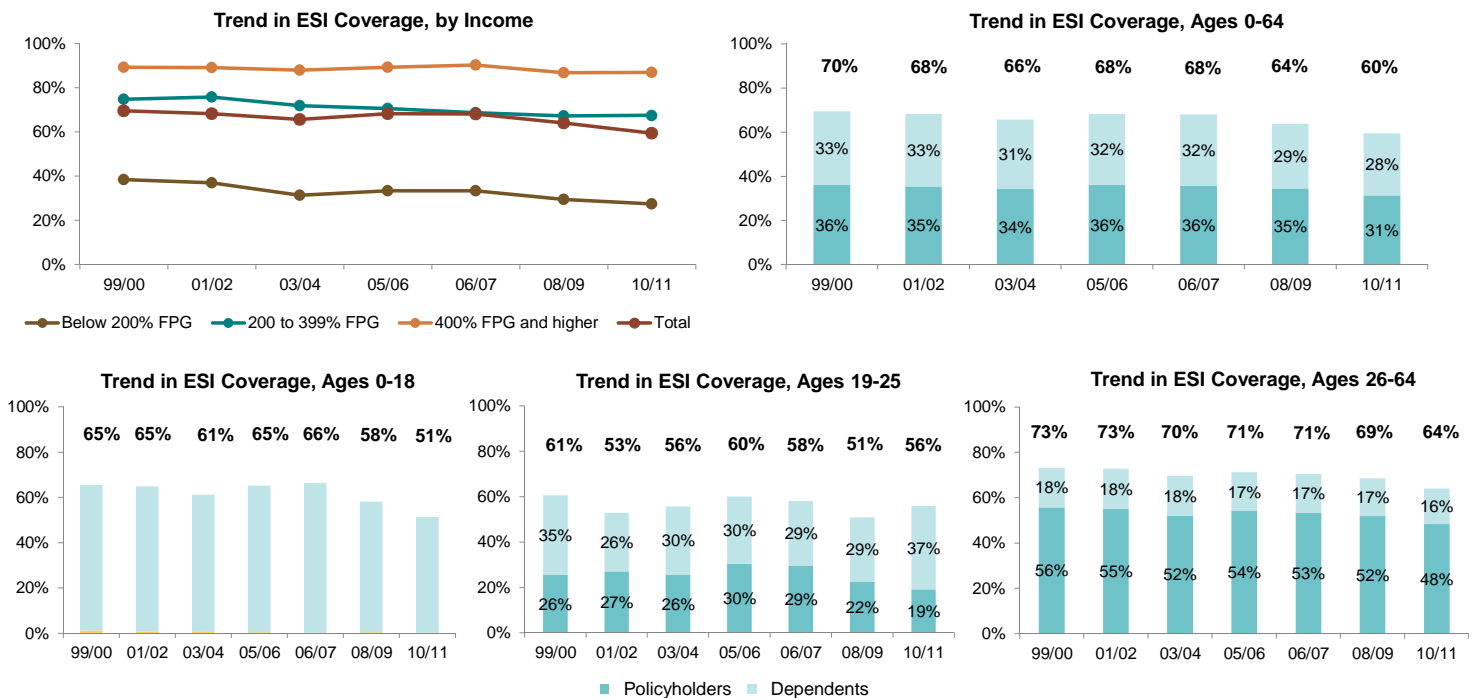 Trend in ESI Coverage, by Income
100%
80%
60%
40%
20%
0%
99/00 01/02 03/04 05/06 06/07 08/09 10/11
Below 200% FPG 200 to 399% FPG 400% FPG and higher Total
Trend in ESI Coverage, Ages 0-64
100%
80%
60%
40%
20%
0%
70% 68% 66% 68% 68% 64% 60%
33% 33% 31% 32% 32% 29% 28%
36% 35% 34% 36% 36% 35% 31%
99/00 01/02 03/04 05/06 06/07 08/09 10/11
Trend in ESI Coverage, Ages 0-18
100%
80%
60%
40%
20%
0%
65% 65% 61% 65% 66% 58% 51%
99/00 01/02 03/04 05/06 06/07 08/09 10/11
Trend in ESI Coverage, Ages 19-25
100%
80%
60%
40%
20%
0%
61% 53% 56% 60% 58% 51% 56%
35% 26% 30% 30% 29% 29% 37%
26% 27% 26% 30% 29% 22% 19%
99/00 01/02 03/04 05/06 06/07 08/09 10/11
Trend in ESI Coverage, Ages 26-64
100%
80%
60%
40%
20%
0%
73% 73% 70% 71% 71% 69% 64%
18% 18% 18% 17% 17% 17% 16%
56% 55% 52% 54% 53% 52% 48%
99/00 01/02 03/04 05/06 06/07 08/09 10/11
Policyholders Dependents